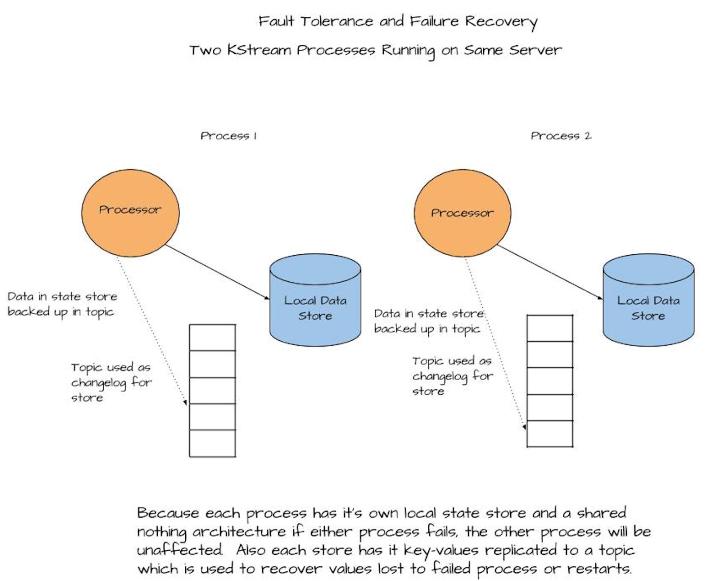 Fault Tolerance and Failure Recovery
Two KStream Processes Running on Same Server
Process 1
Process 2
Processor
Processor
Local Data
Store
Local Data
Store
Data in state store
backed up in topic
Data in state store
backed up in topic
Topic used as
changelog for
store
Topic used as
changelog for
store
Because each process has it's own local state store and a shared
nothing architecture if either process fails, the other process will be
unaffected. Also each store has it key-values replicated to a topic
which is used to recover values lost to failed process or restarts.